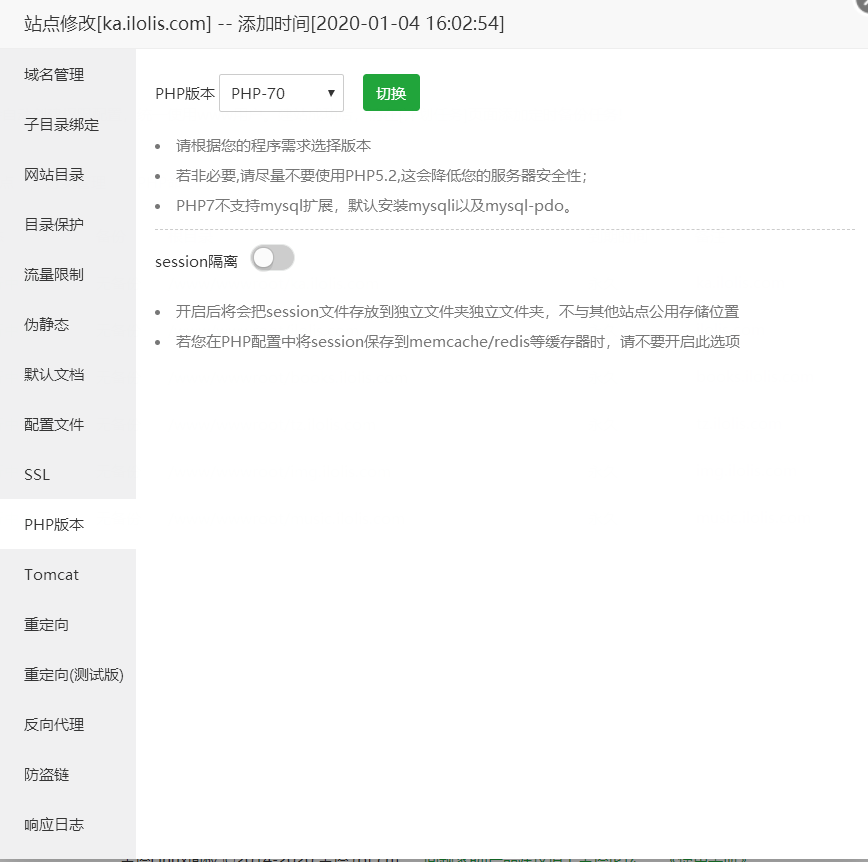 站点修改[ka.ilolis.com] -- 添加时间[2020-01-04 16:02:54]
域名管理
子目录绑定
网站目录
目录保护
流量限制
伪静态
默认文档
配置文件
SSL
PHP版本
Tomcat
重定向
重定向(测试版)
反向代理
防盗链
响应日志
PHP版本 PHP-70 切换
请根据您的程序需求选择版本
若非必要,请尽量不要使用PHP5.2,这会降低您的服务器安全性;
PHP7不支持mysql扩展，默认安装mysqli以及mysql-pdo。
session隔离
开启后将会把session文件存放到独立文件夹独立文件夹，不与其他站点公用存储位置
若您在PHP配置中将session保存到memcache/redis等缓存器时，请不要开启此选项